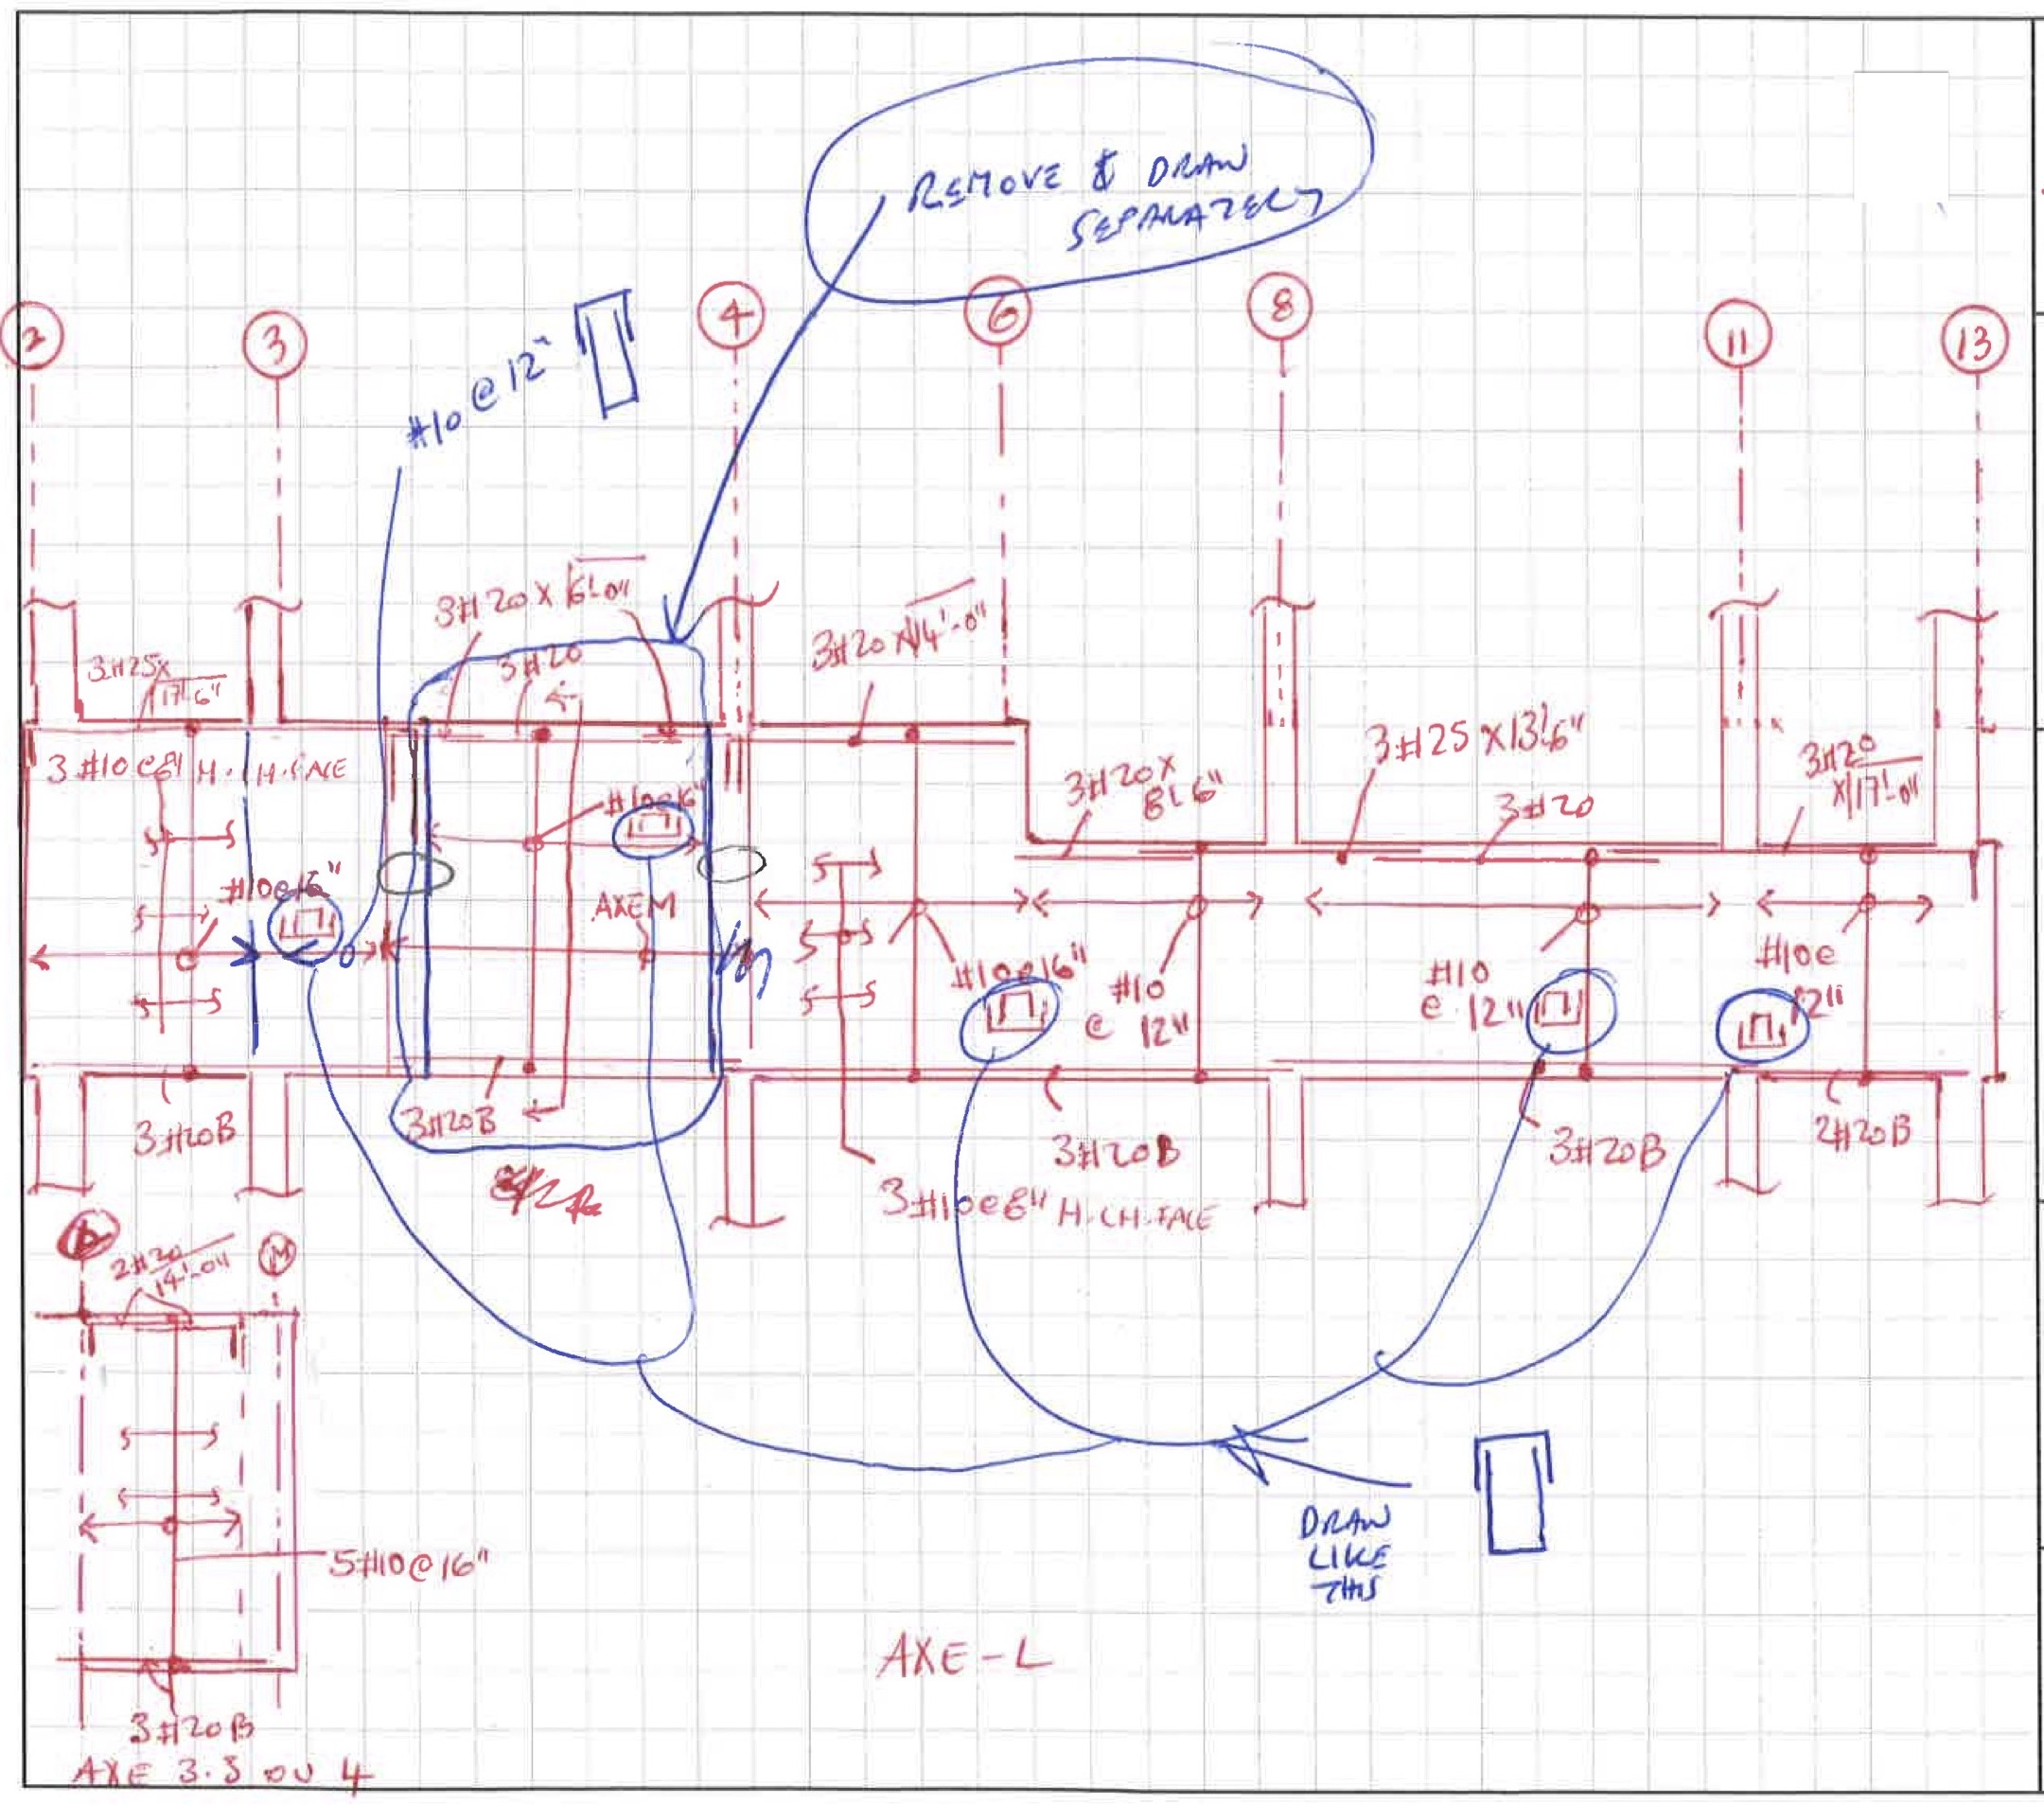 REMOVE & DRAW
SEPARATELY
2
3
4
6
8
11
13
#10 @ 12"
3#20 x 6'-0"
3#20
3#20 x 14'-0"
3#25x
17'-6"
3#10@8" H.CH.FACE
#10@16"
#10@16"
AXE M
3#20x
8'-6"
3#25 x13'-6"
3#20
3#20
x17'-0"
#10@16"
#10
@ 12"
#10
@ 12"
#10@
12"
3#20B
3#20B
3#20B
3#10@8" H.CH.FACE
3#20B
2#20B
M
2#20
14'-0"
5#10@16"
3#20B
AXE 3.3 OU 4
AXE-L
DRAW
LIKE
THIS